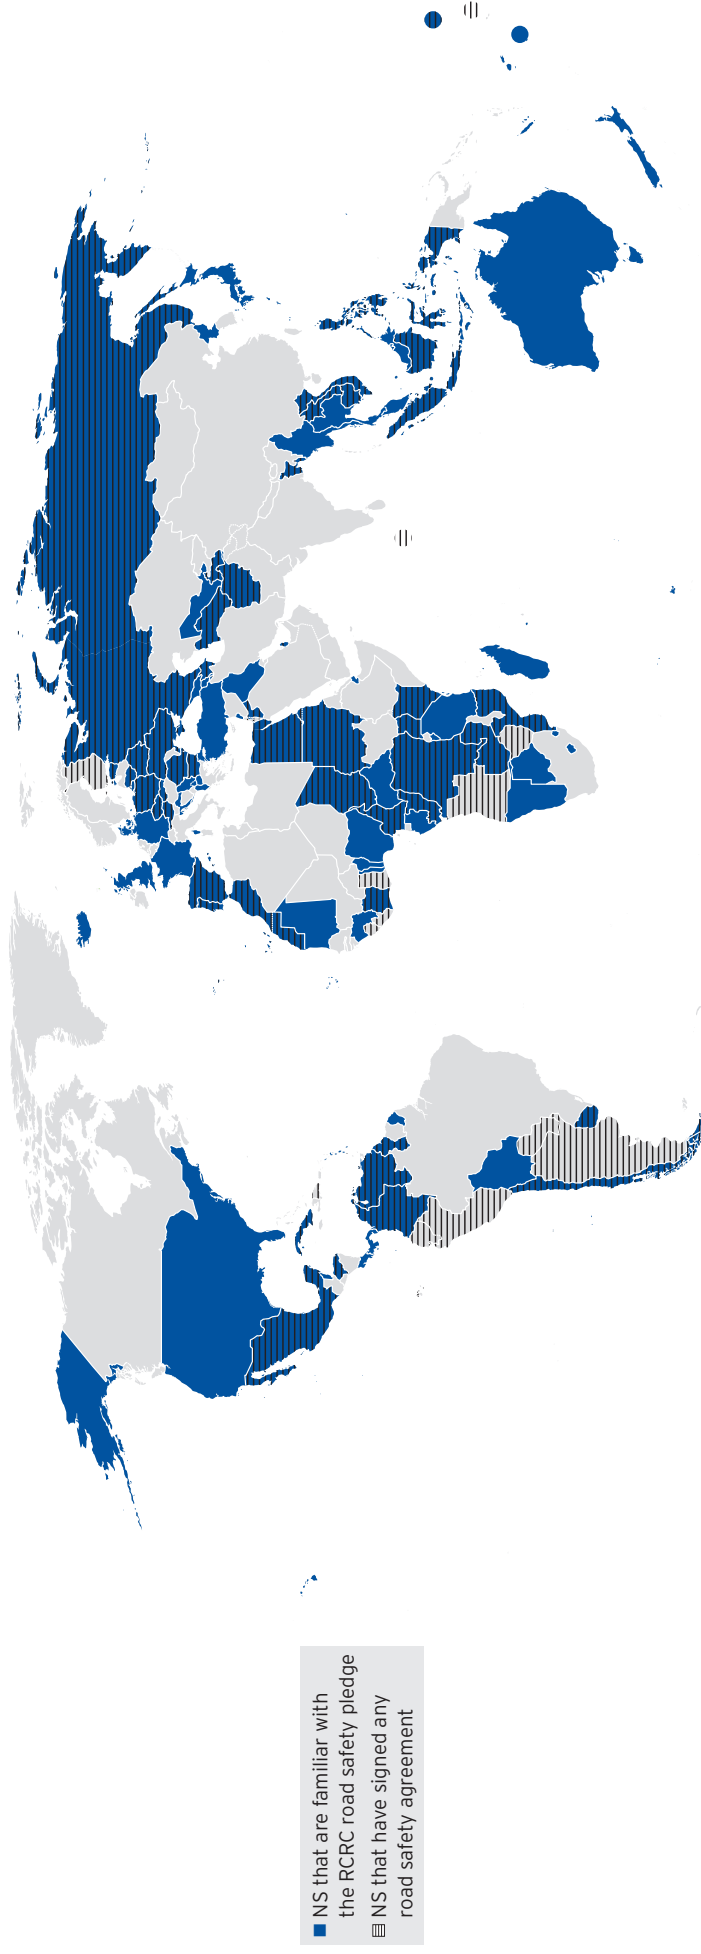 NS that are familiar with
the RCRC road safety pledge
NS that have signed any
road safety agreement